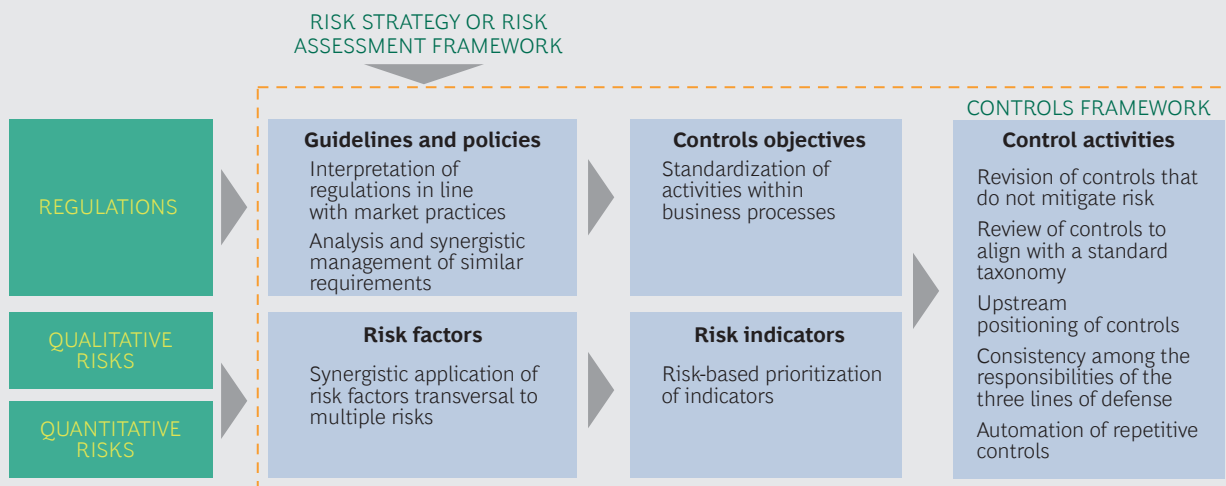 RISK STRATEGY OR RISK
ASSESSMENT FRAMEWORK
CONTROLS FRAMEWORK
REGULATIONS
Guidelines and policies
Interpretation of
regulations in line
with market practices
Analysis and synergistic
management of similar
requirements
Controls objectives
Standardization of
activities within
business processes
Control activities
Revision of controls that
do not mitigate risk
Review of controls to
align with a standard
taxonomy
Upstream
positioning of controls
Consistency among the
responsibilities of the
three lines of defense
Automation of repetitive
controls
QUALITATIVE
RISKS
QUANTITATIVE
RISKS
Risk factors
Synergistic application of
risk factors transversal to
multiple risks
Risk indicators
Risk-based prioritization
of indicators